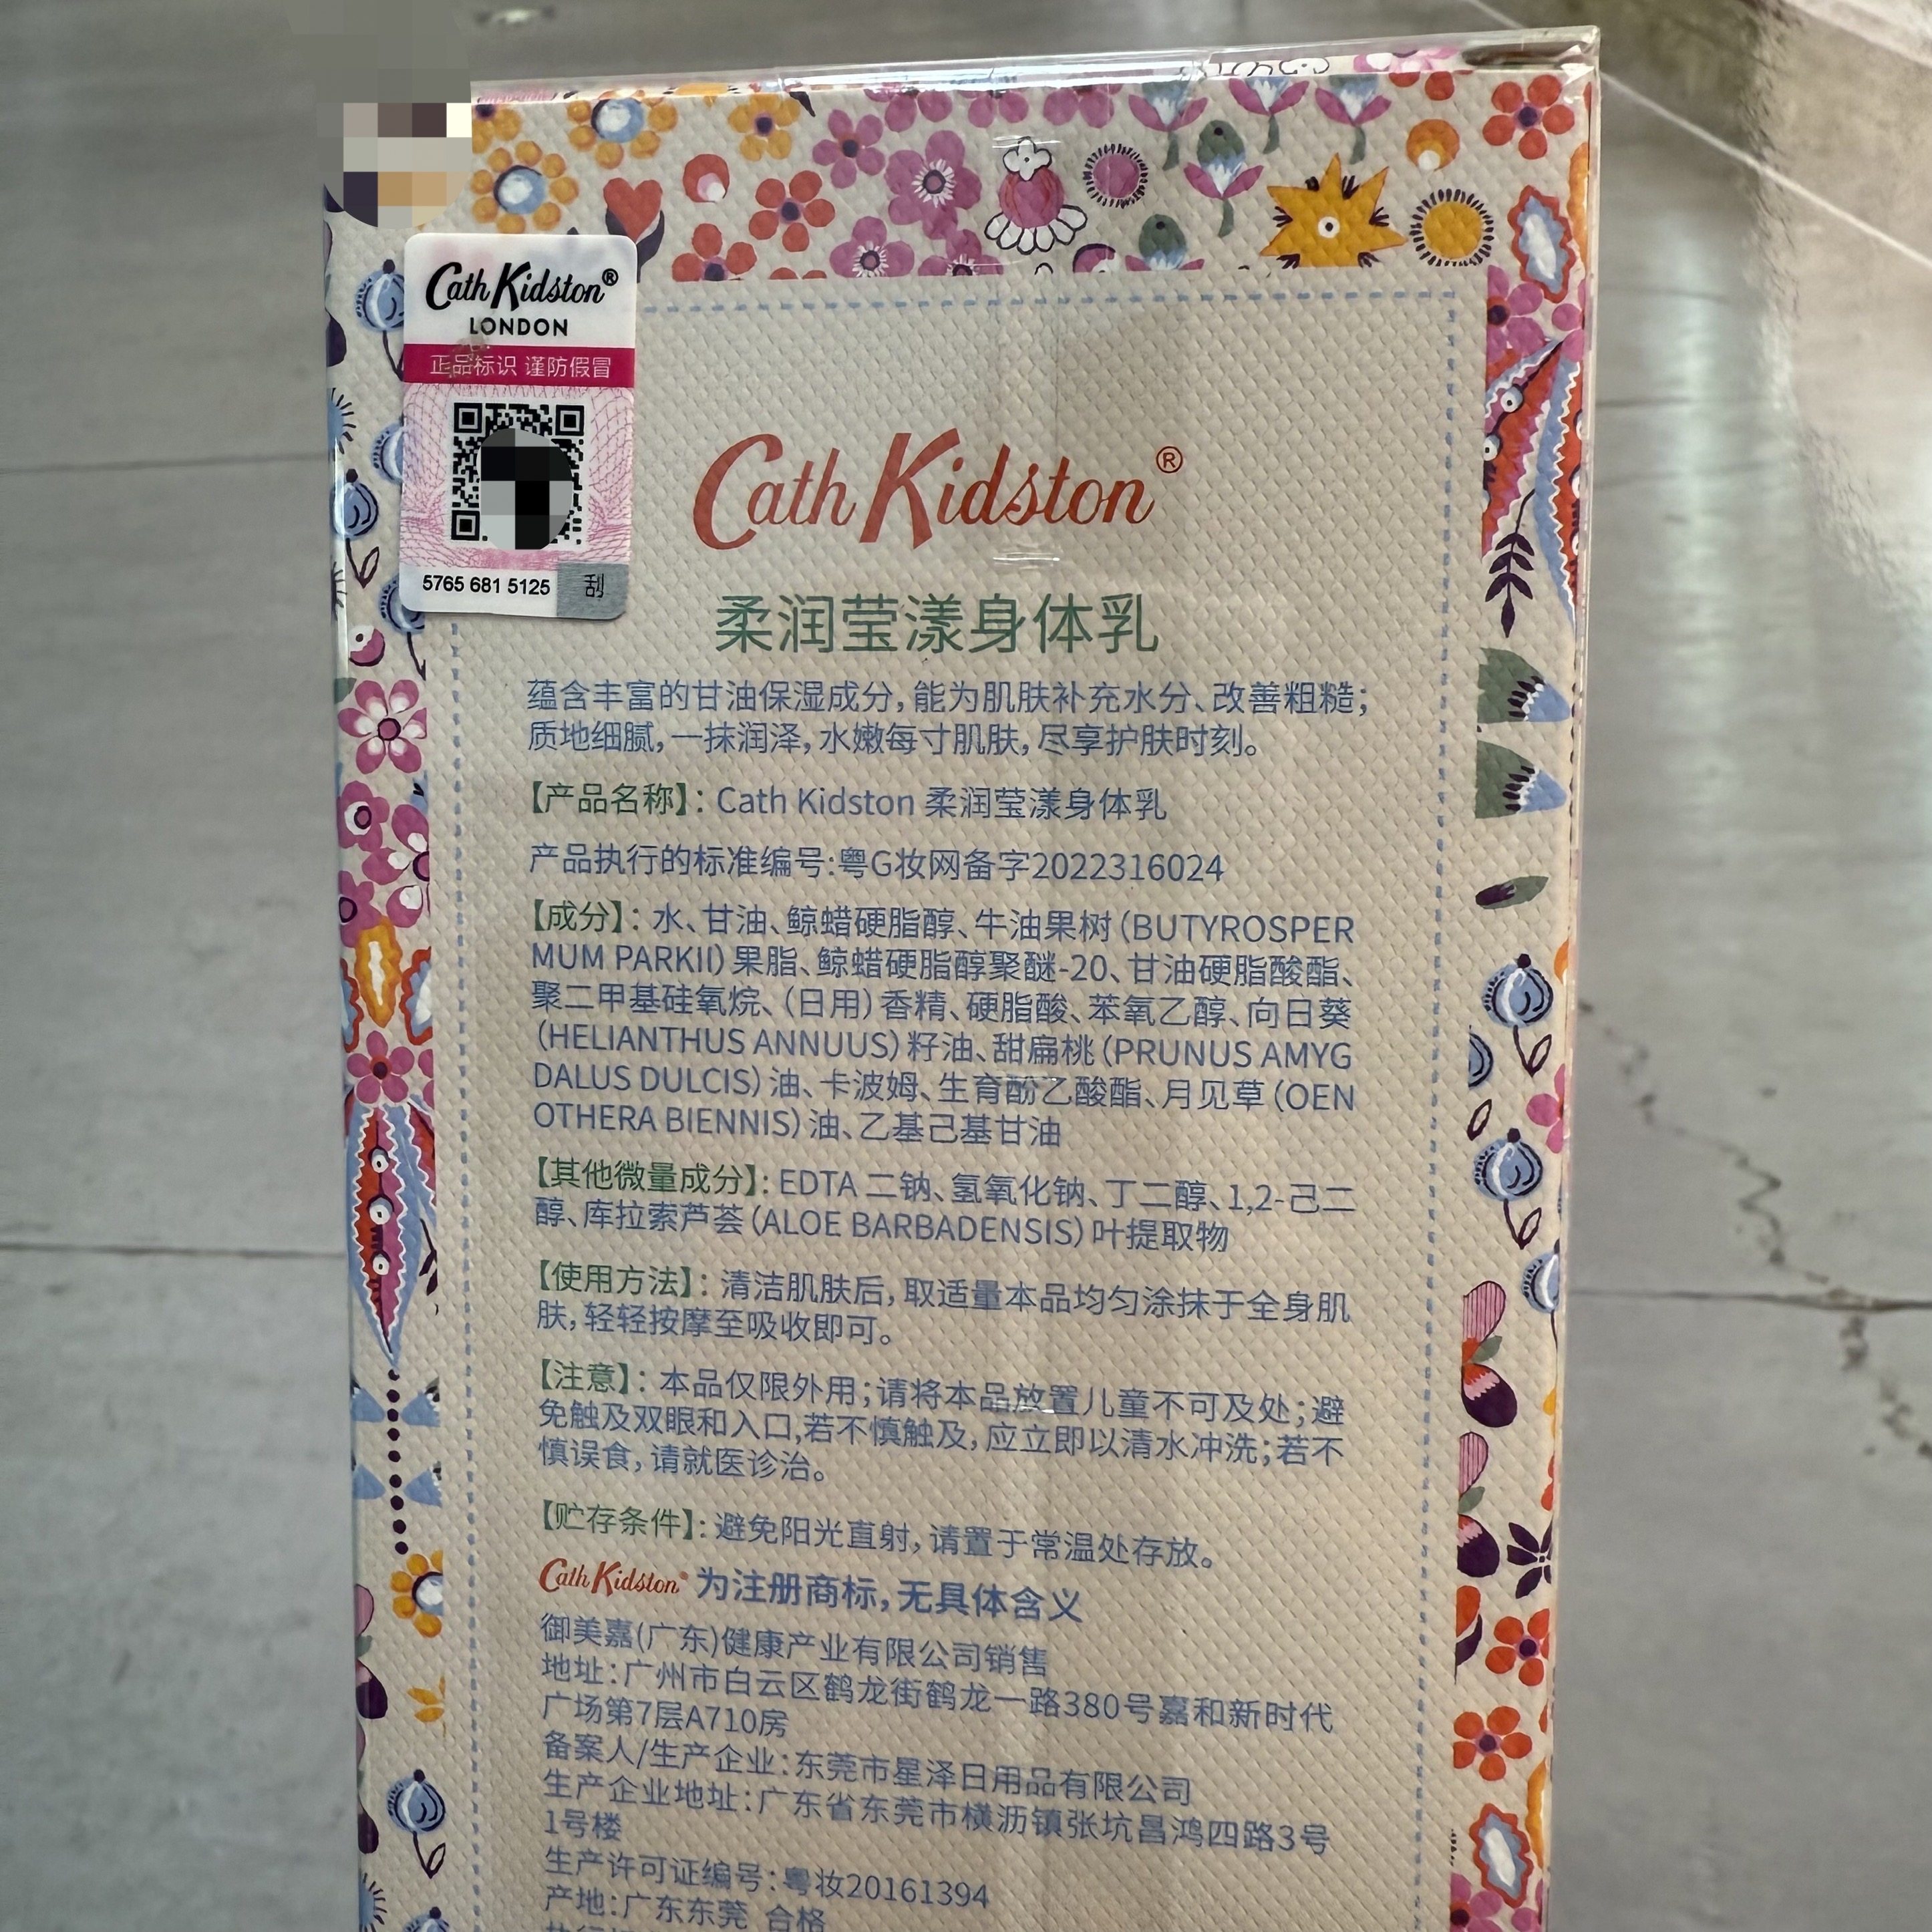 Cath Kidston®
LONDON
正品标识 谨防假冒
5765 681 5125 刮
Cath Kidston®
柔润莹漾身体乳
蕴含丰富的甘油保湿成分,能为肌肤补充水分、改善粗糙;
质地细腻,一抹润泽,水嫩每寸肌肤,尽享护肤时刻。
【产品名称】: Cath Kidston 柔润莹漾身体乳
产品执行的标准编号:粤G妆网备字2022316024
【成分】: 水、甘油、鲸蜡硬脂醇、牛油果树(BUTYROSPER
MUM PARKII)果脂、鲸蜡硬脂醇聚醚-20、甘油硬脂酸酯、
聚二甲基硅氧烷、(日用)香精、硬脂酸、苯氧乙醇、向日葵
(HELIANTHUS ANNUUS)籽油、甜扁桃(PRUNUS AMYG
DALUS DULCIS)油、卡波姆、生育酚乙酸酯、月见草(OEN
OTHERA BIENNIS)油、乙基己基甘油
【其他微量成分】: EDTA 二钠、氢氧化钠、丁二醇、1,2-己二
醇、库拉索芦荟(ALOE BARBADENSIS)叶提取物
【使用方法】: 清洁肌肤后,取适量本品均匀涂抹于全身肌
肤,轻轻按摩至吸收即可。
【注意】: 本品仅限外用;请将本品放置儿童不可及处;避
免触及双眼和入口,若不慎触及,应立即以清水冲洗;若不
慎误食,请就医诊治。
【贮存条件】: 避免阳光直射,请置于常温处存放。
Cath Kidston® 为注册商标,无具体含义
御美嘉(广东)健康产业有限公司销售
地址:广州市白云区鹤龙街鹤龙一路380号嘉和新时代
广场第7层A710房
备案人/生产企业:东莞市星泽日用品有限公司
生产企业地址:广东省东莞市横沥镇张坑昌鸿四路3号
1号楼
生产许可证编号:粤妆20161394
产地:广东东莞 合格